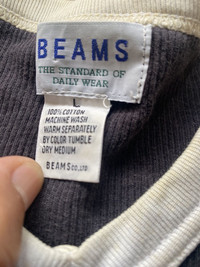 BEAMS
THE STANDARD OF
DAILY WEAR
L
100% COTTON
MACHINE WASH
WARM SEPARATELY
BY COLOR TUMBLE
DRY MEDIUM
BEAMS CO.,LTD